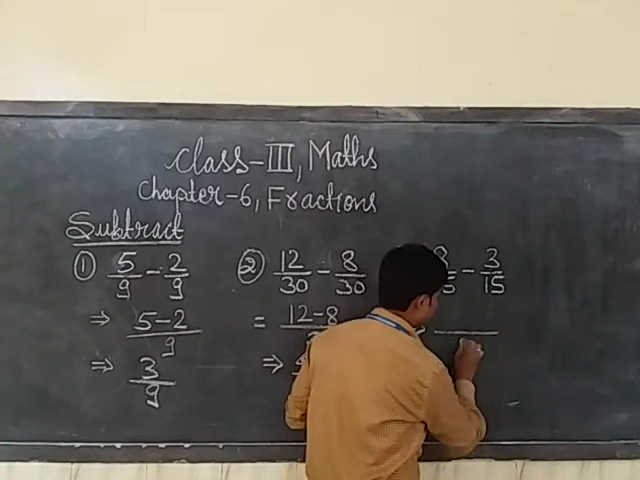 Class-III, Maths
Chapter-6, Fractions
Subtract
① 5/9 - 2/9 ② 12/30 - 8/30 - 3/15
⇒ 5-2/9 = 12-8
⇒ 3/9 ⇒